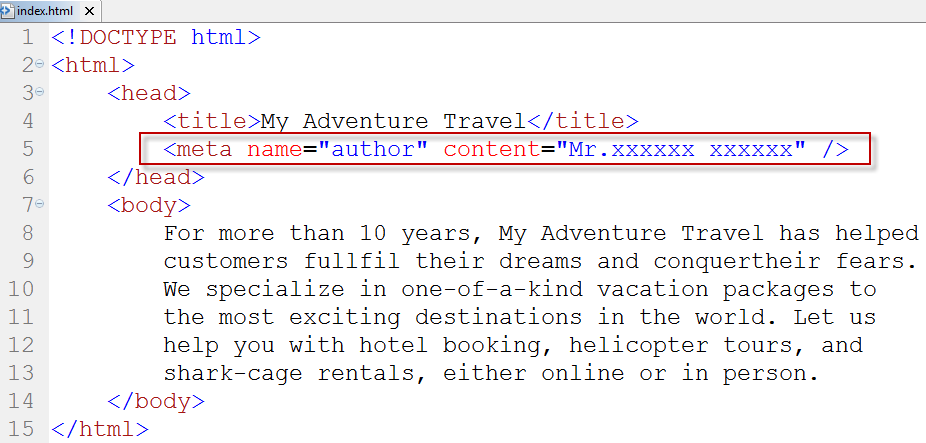 index.html
1 <!DOCTYPE html>
2 <html>
3 <head>
4 <title>My Adventure Travel</title>
5 <meta name="author" content="Mr.xxxxxx xxxxxx" />
6 </head>
7 <body>
8 For more than 10 years, My Adventure Travel has helped
9 customers fullfil their dreams and conquertheir fears.
10 We specialize in one-of-a-kind vacation packages to
11 the most exciting destinations in the world. Let us
12 help you with hotel booking, helicopter tours, and
13 shark-cage rentals, either online or in person.
14 </body>
15 </html>